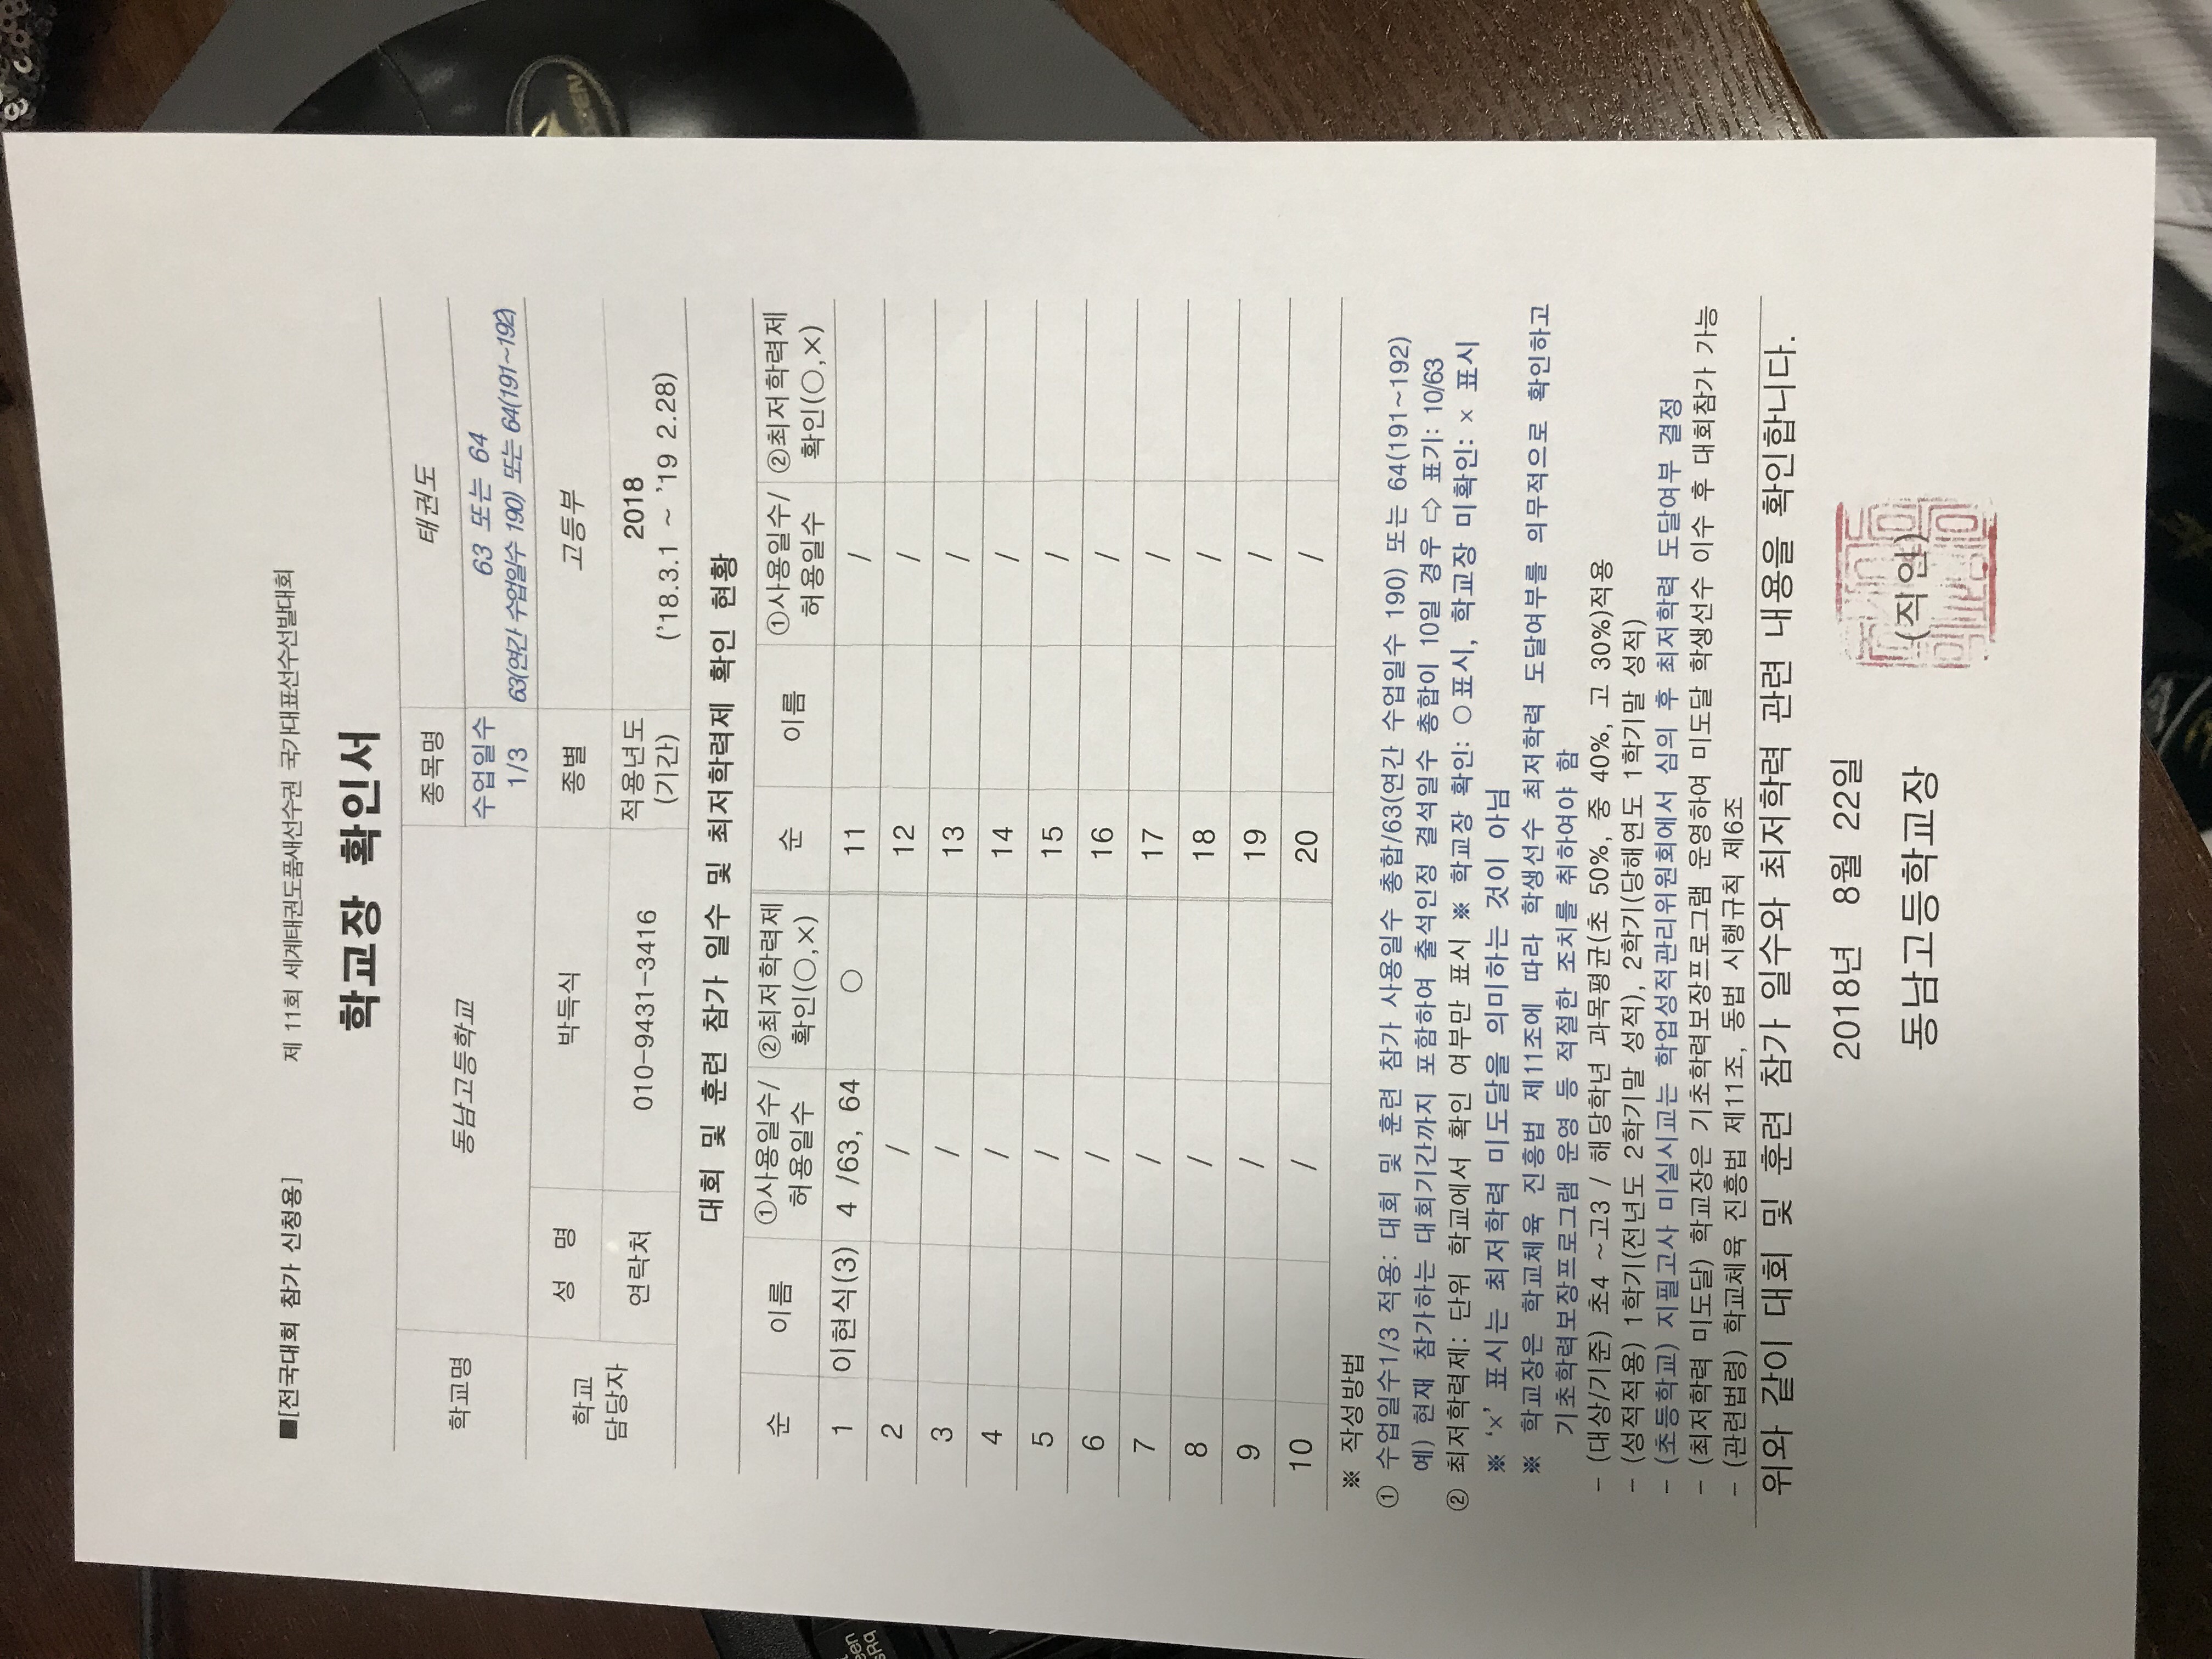 ■[전국대회 참가 신청용] 제 11회 세계태권도품새선수권 국가대표선수선발대회
학교장 확인서
학교명 동남고등학교 종목명 태권도
수업일수 1/3 63 또는 64
63(연간 수업일수 190) 또는 64(191~192)
학교 담당자 성 명 박득식 종별 고등부
연락처 010-9431-3416 적용년도 (기간) 2018
('18.3.1 ~ '19 2.28)
대회 및 훈련 참가 일수 및 최저학력제 확인 현황
순 이름 ①사용일수/허용일수 ②최저학력제 확인(○,×) 순 이름 ①사용일수/허용일수 ②최저학력제 확인(○,×)
1 이현식(3) 4 /63, 64 ○ 11 /
2 / 12 /
3 / 13 /
4 / 14 /
5 / 15 /
6 / 16 /
7 / 17 /
8 / 18 /
9 / 19 /
10 / 20 /
※ 작성방법
① 수업일수1/3 적용: 대회 및 훈련 참가 사용일수 총합/63(연간 수업일수 190) 또는 64(191~192)
예) 현재 참가하는 대회기간까지 포함하여 출석인정 결석일수 총합이 10일 경우 ⇨ 표기: 10/63
② 최저학력제: 단위 학교에서 확인 여부만 표시 ※ 학교장 확인: ○표시, 학교장 미확인: × 표시
※ '×' 표시는 최저학력 미도달을 의미하는 것이 아님
※ 학교장은 학교체육 진흥법 제11조에 따라 학생선수 최저학력 도달여부를 의무적으로 확인하고
기초학력보장프로그램 운영 등 적절한 조치를 취하여야 함
- (대상/기준) 초4 ~고3 / 해당학년 과목평균(초 50%, 중 40%, 고 30%)적용
- (성적적용) 1학기(전년도 2학기말 성적), 2학기(당해연도 1학기말 성적)
- (초등학교) 지필고사 미실시교는 학업성적관리위원회에서 심의 후 최저학력 도달여부 결정
- (최저학력 미도달) 학교장은 기초학력보장프로그램 운영하여 미도달 학생선수 이수 후 대회참가 가능
- (관련법령) 학교체육 진흥법 제11조, 동법 시행규칙 제6조
위와 같이 대회 및 훈련 참가 일수와 최저학력 관련 내용을 확인합니다.
2018년 8월 22일
동남고등학교장 (직인)